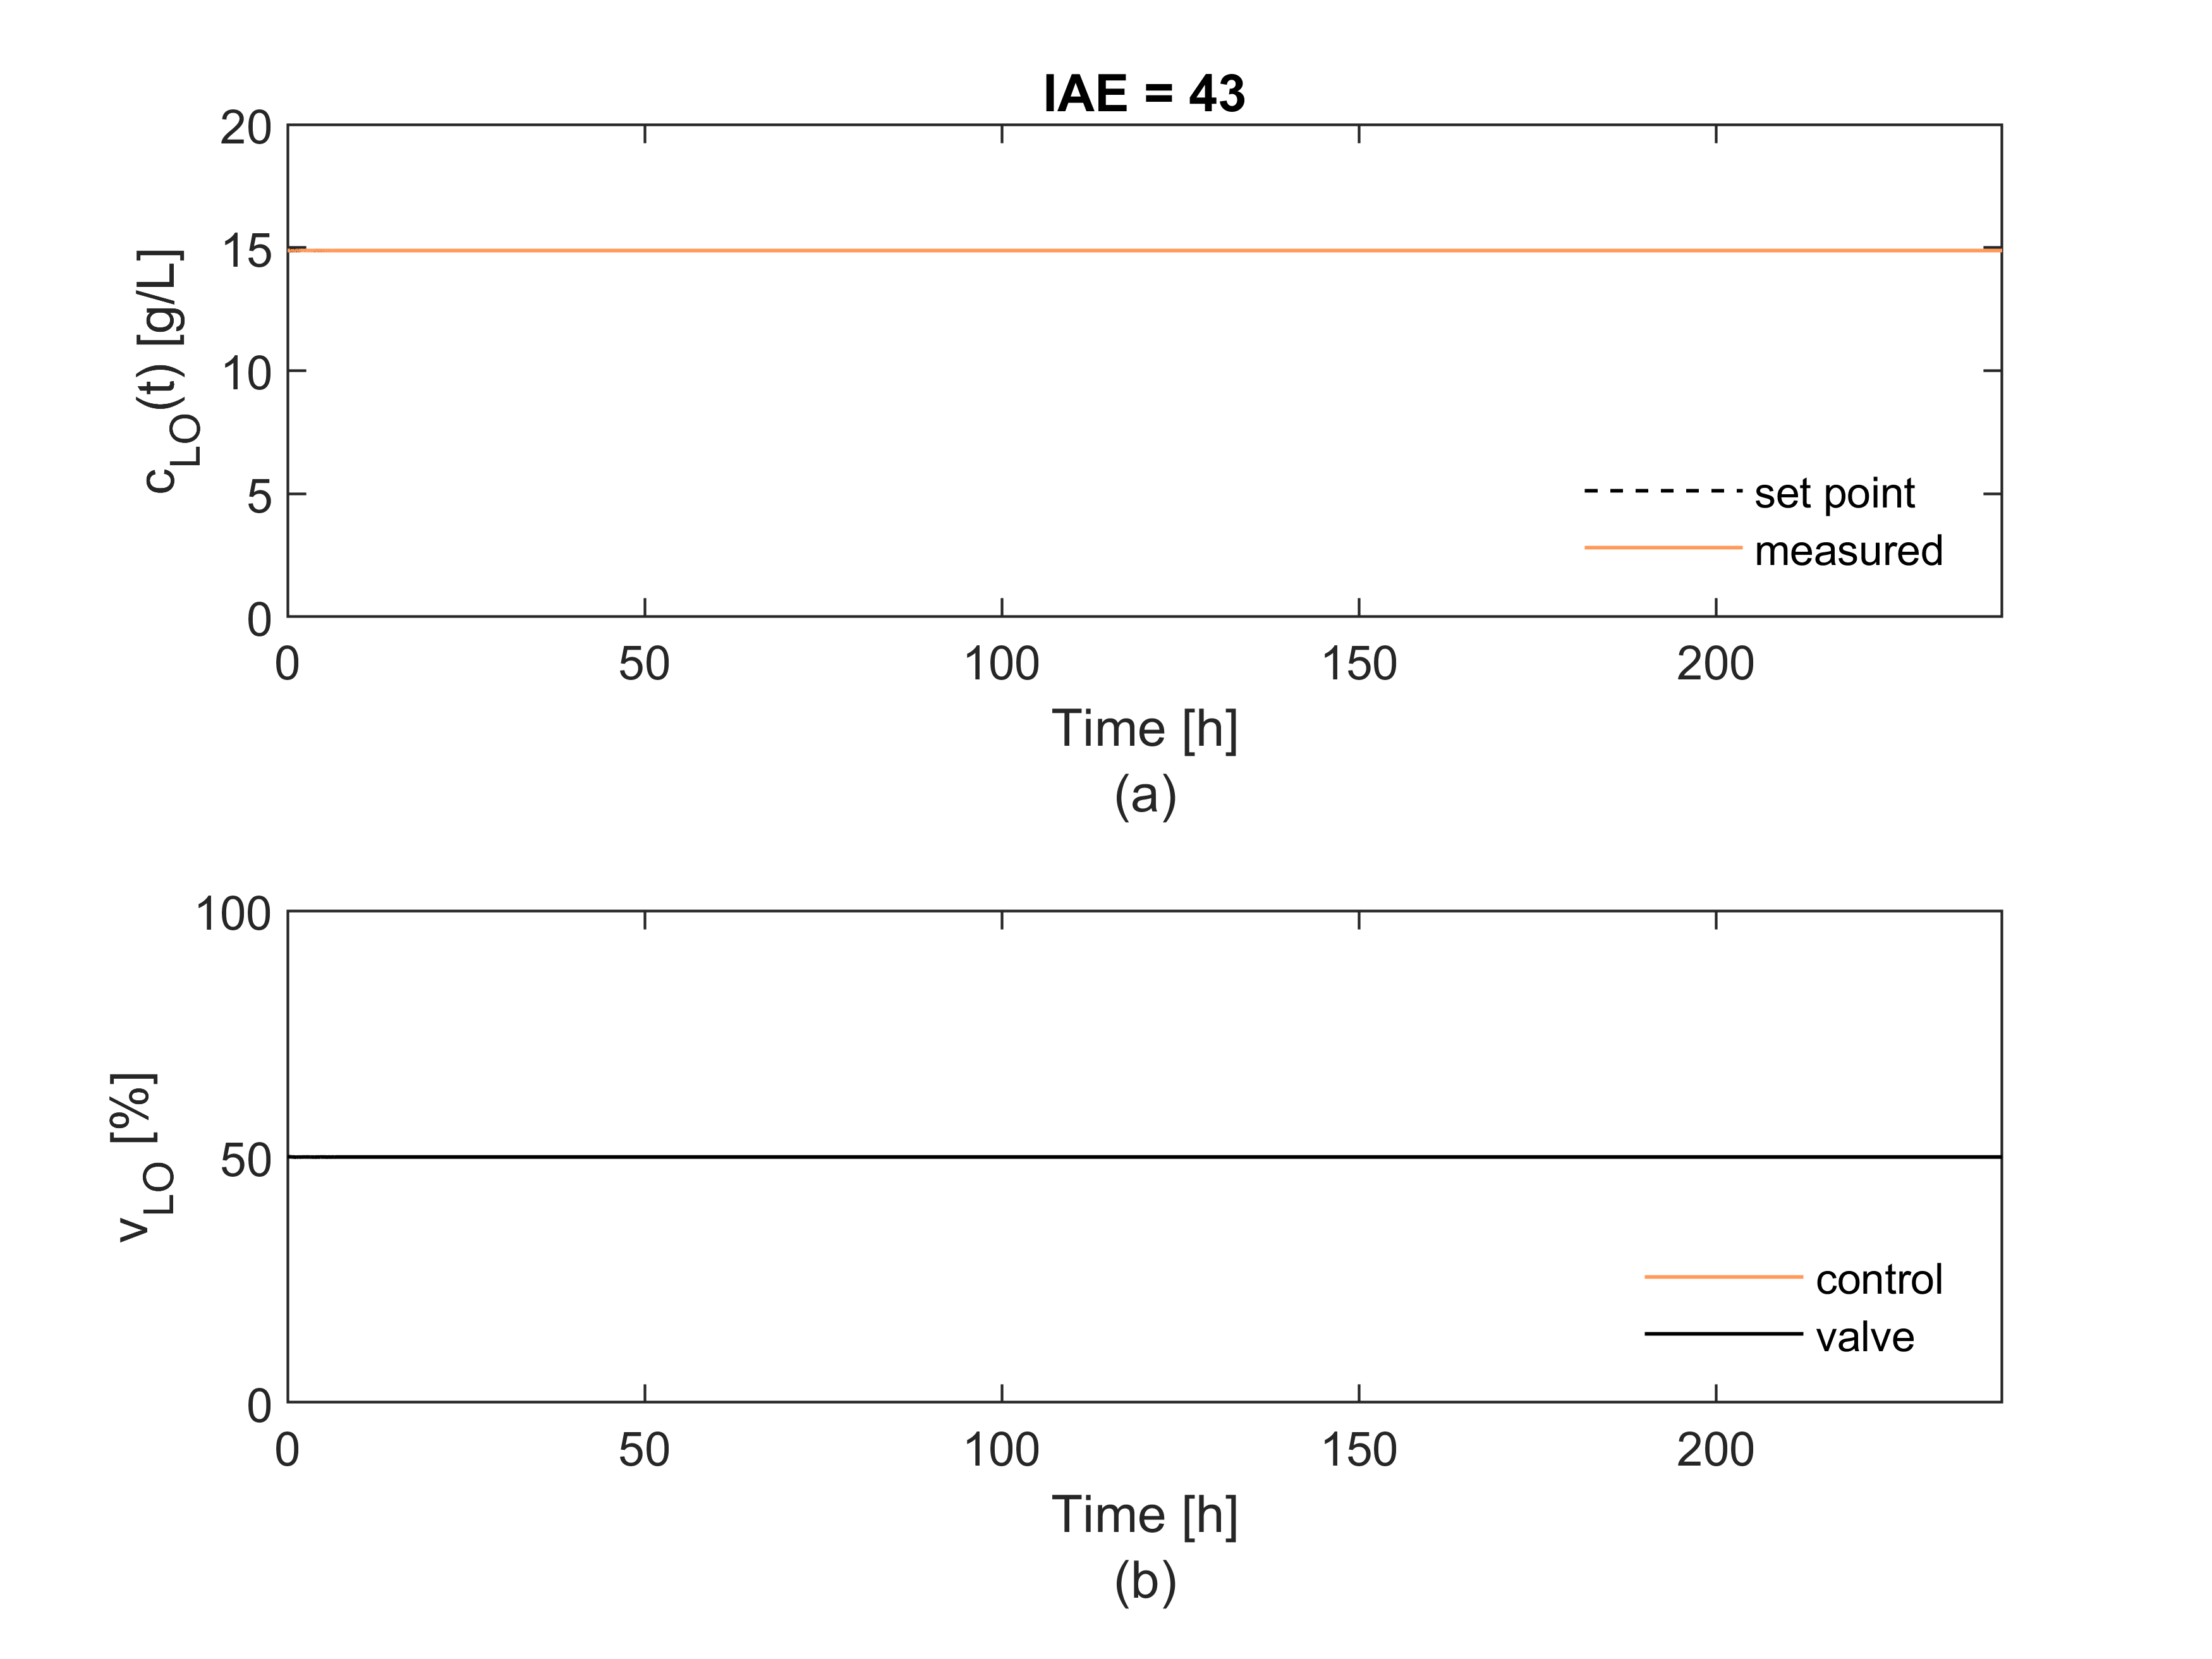 IAE = 43
20
15
10
5
0
c_LO(t) [g/L]
set point
measured
0 50 100 150 200
Time [h]
(a)
100
50
0
v_LO [%]
control
valve
0 50 100 150 200
Time [h]
(b)